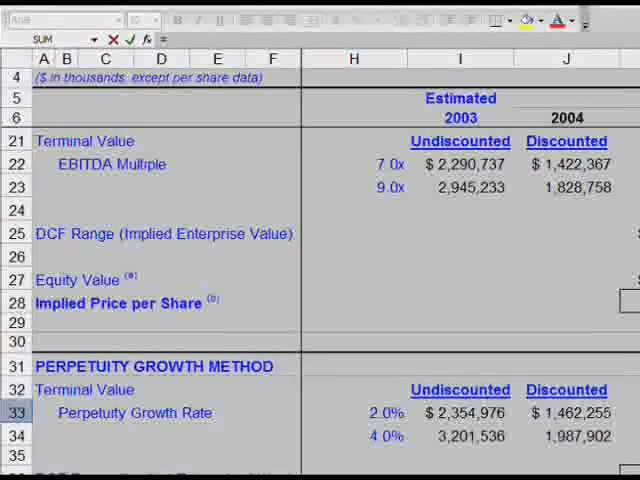 Arial 10 B I U $ % , A
SUM =
A B C D E F H I J
4 ($ in thousands, except per share data)
5 Estimated
6 2003 2004
21 Terminal Value Undiscounted Discounted
22 EBITDA Multiple 7.0x $ 2,290,737 $ 1,422,367
23 9.0x 2,945,233 1,828,758
24
25 DCF Range (Implied Enterprise Value)
26
27 Equity Value (a)
28 Implied Price per Share (b)
29
30
31 PERPETUITY GROWTH METHOD
32 Terminal Value Undiscounted Discounted
33 Perpetuity Growth Rate 2.0% $ 2,354,976 $ 1,462,255
34 4.0% 3,201,536 1,987,902
35